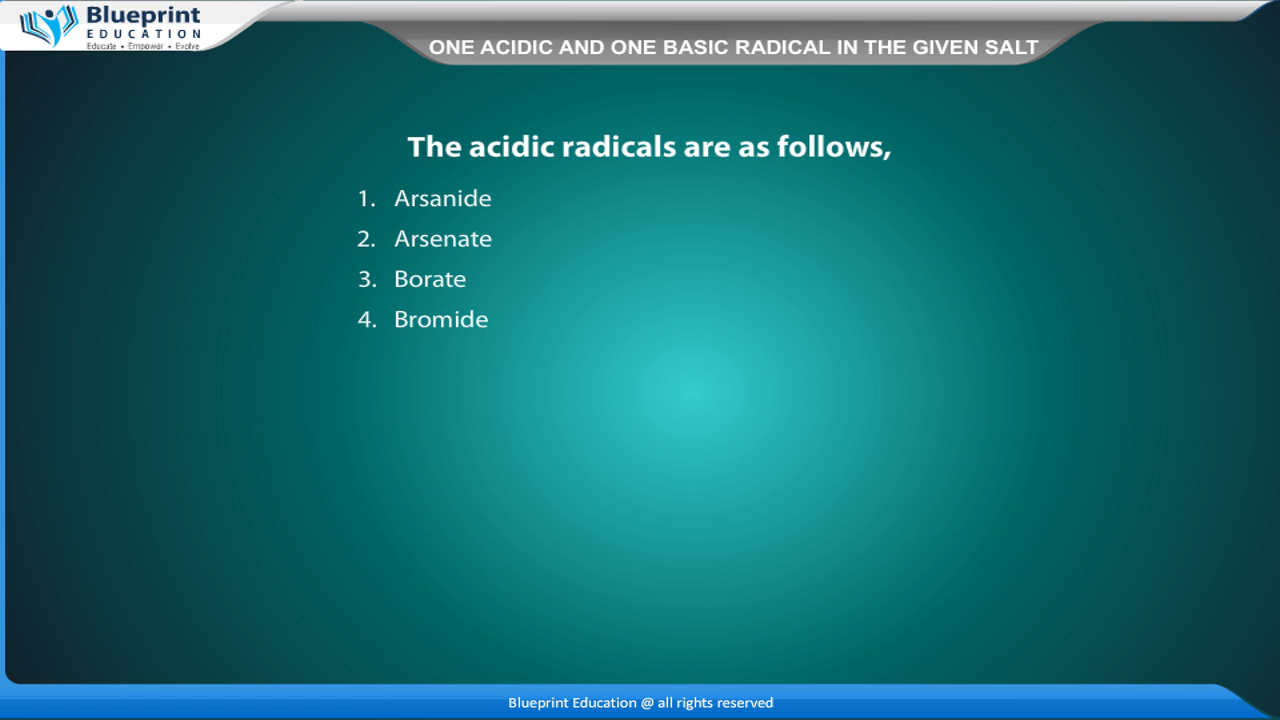 Blueprint
EDUCATION
Educate • Empower • Evolve
ONE ACIDIC AND ONE BASIC RADICAL IN THE GIVEN SALT
The acidic radicals are as follows,
1. Arsanide
2. Arsenate
3. Borate
4. Bromide
Blueprint Education @ all rights reserved